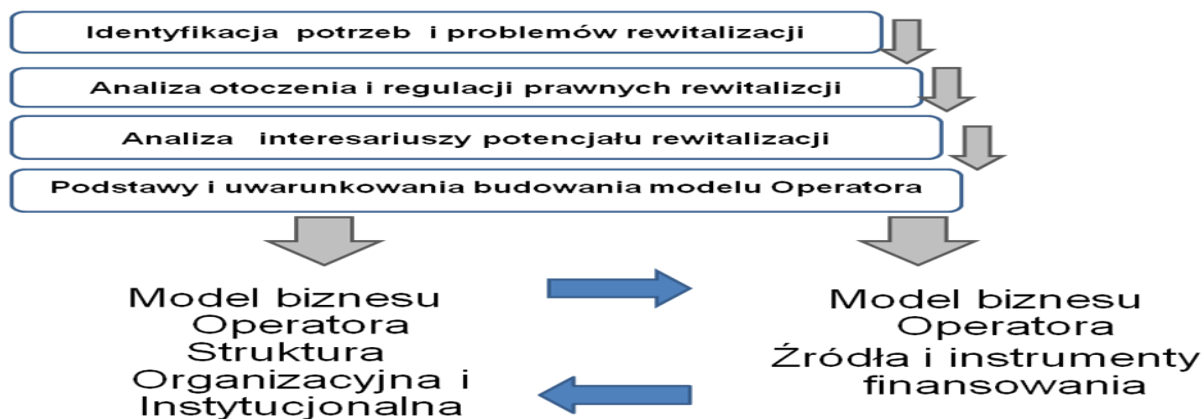 Identyfikacja potrzeb i problemów rewitalizacji
Analiza otoczenia i regulacji prawnych rewitalizcji
Analiza interesariuszy potencjału rewitalizacji
Podstawy i uwarunkowania budowania modelu Operatora
Model biznesu
Operatora
Struktura
Organizacyjna i
Instytucjonalna
Model biznesu
Operatora
Źródła i instrumenty
finansowania